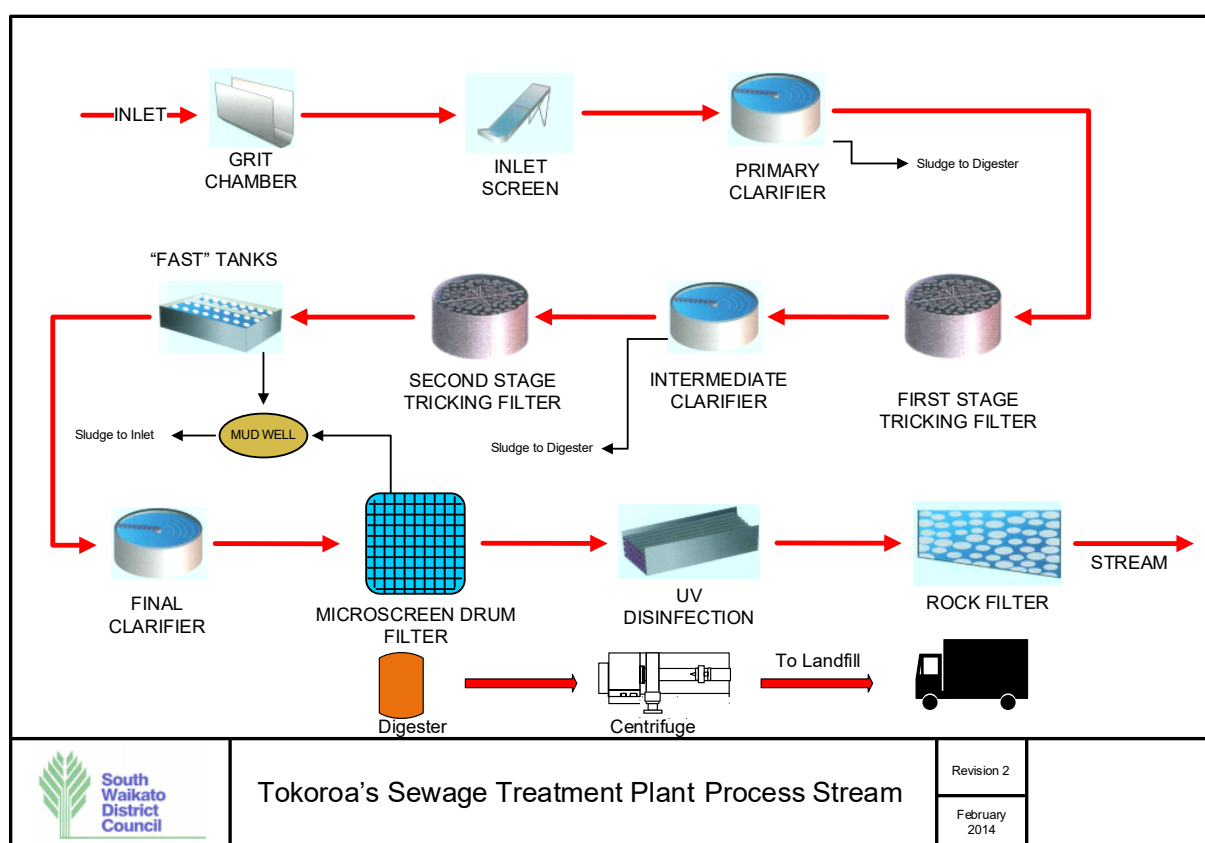 INLET
GRIT
CHAMBER
INLET
SCREEN
PRIMARY
CLARIFIER
Sludge to Digester
“FAST” TANKS
SECOND STAGE
TRICKING FILTER
INTERMEDIATE
CLARIFIER
FIRST STAGE
TRICKING FILTER
Sludge to Inlet
MUD WELL
Sludge to Digester
FINAL
CLARIFIER
MICROSCREEN DRUM
FILTER
UV
DISINFECTION
ROCK FILTER
STREAM
Digester
Centrifuge
To Landfill
South
Waikato
District
Council
Tokoroa’s Sewage Treatment Plant Process Stream
Revision 2
February
2014